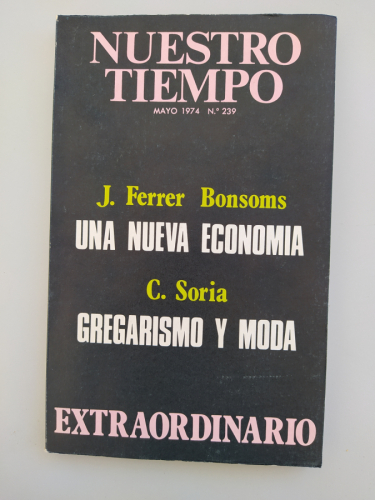 NUESTRO
TIEMPO
MAYO 1974 N.º 239
J. Ferrer Bonsoms
UNA NUEVA ECONOMIA
C. Soria
GREGARISMO Y MODA
EXTRAORDINARIO